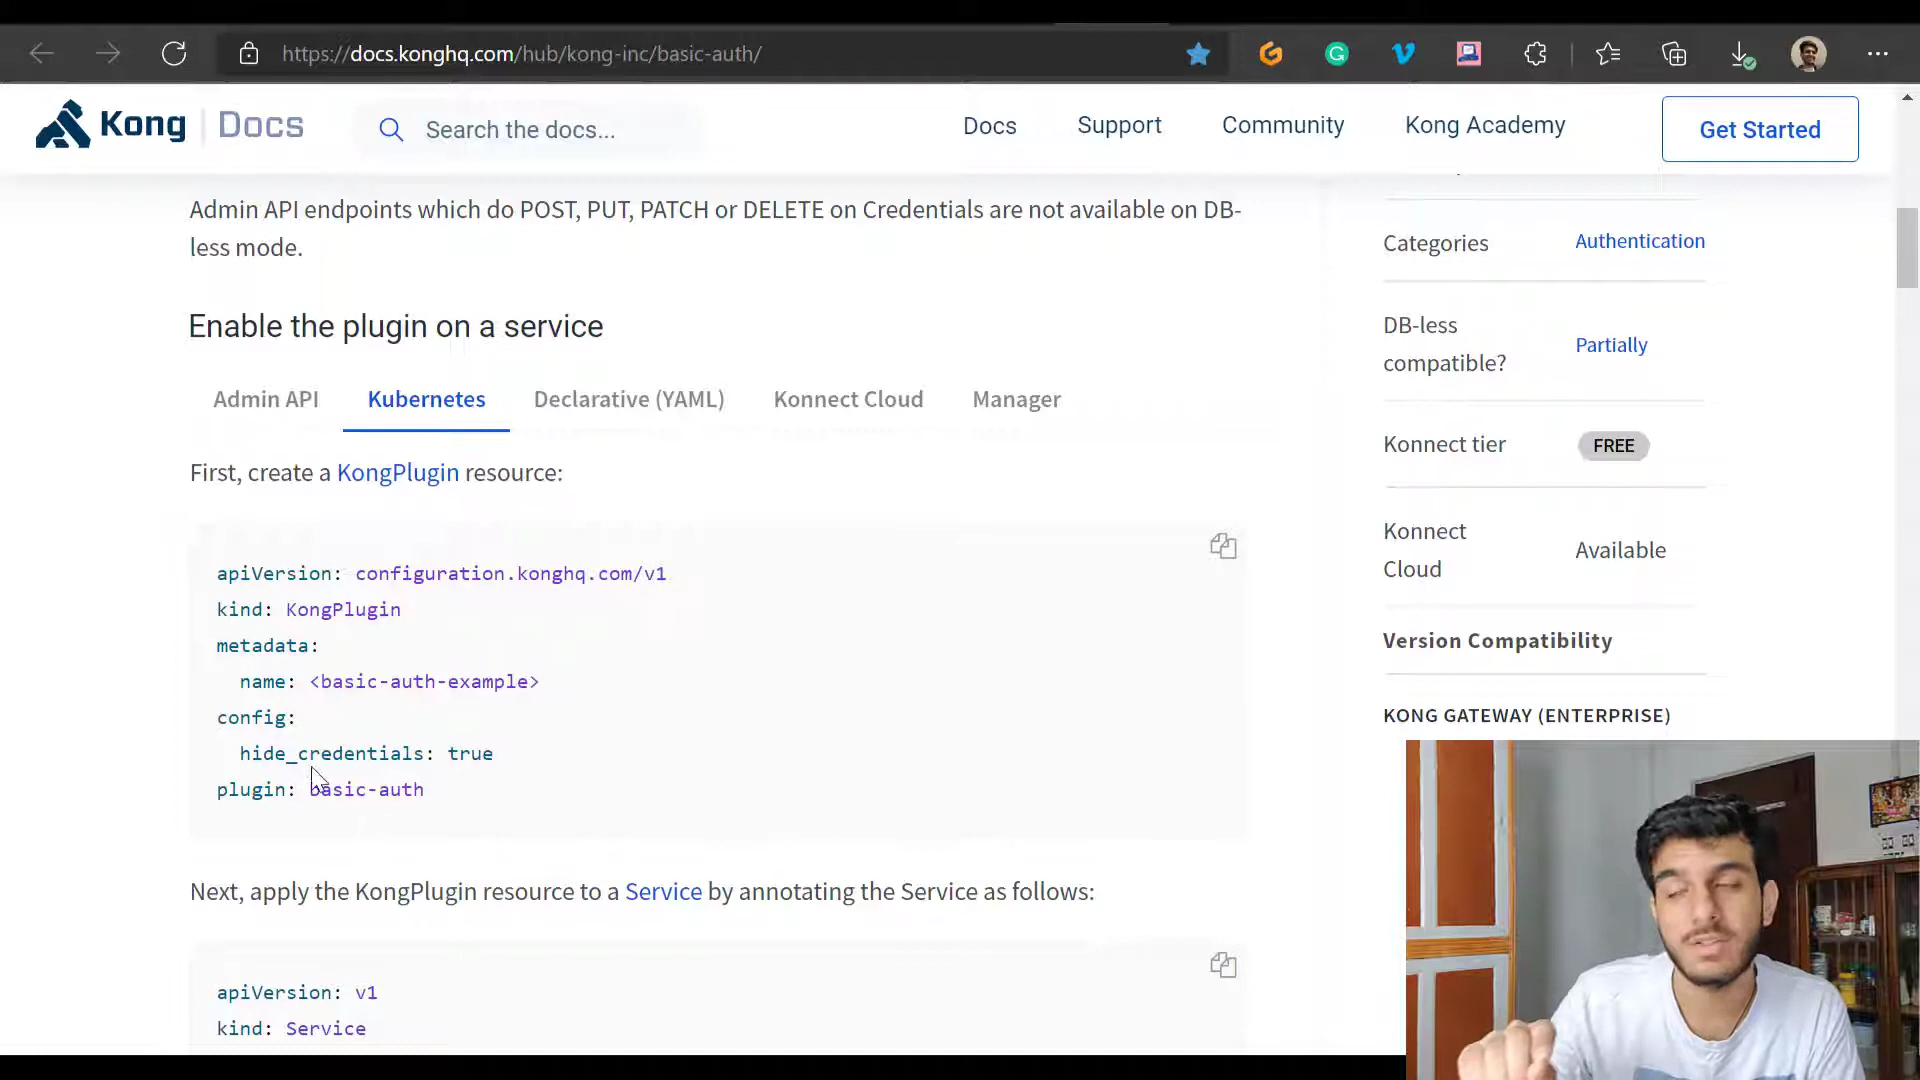 https://docs.konghq.com/hub/kong-inc/basic-auth/
Kong | Docs
Search the docs...
Docs
Support
Community
Kong Academy
Get Started
Admin API endpoints which do POST, PUT, PATCH or DELETE on Credentials are not available on DB-
less mode.
Enable the plugin on a service
Admin API
Kubernetes
Declarative (YAML)
Konnect Cloud
Manager
First, create a KongPlugin resource:
apiVersion: configuration.konghq.com/v1
kind: KongPlugin
metadata:
name: <basic-auth-example>
config:
hide_credentials: true
plugin: basic-auth
Next, apply the KongPlugin resource to a Service by annotating the Service as follows:
apiVersion: v1
kind: Service
Categories
Authentication
DB-less
compatible?
Partially
Konnect tier
FREE
Konnect
Cloud
Available
Version Compatibility
KONG GATEWAY (ENTERPRISE)